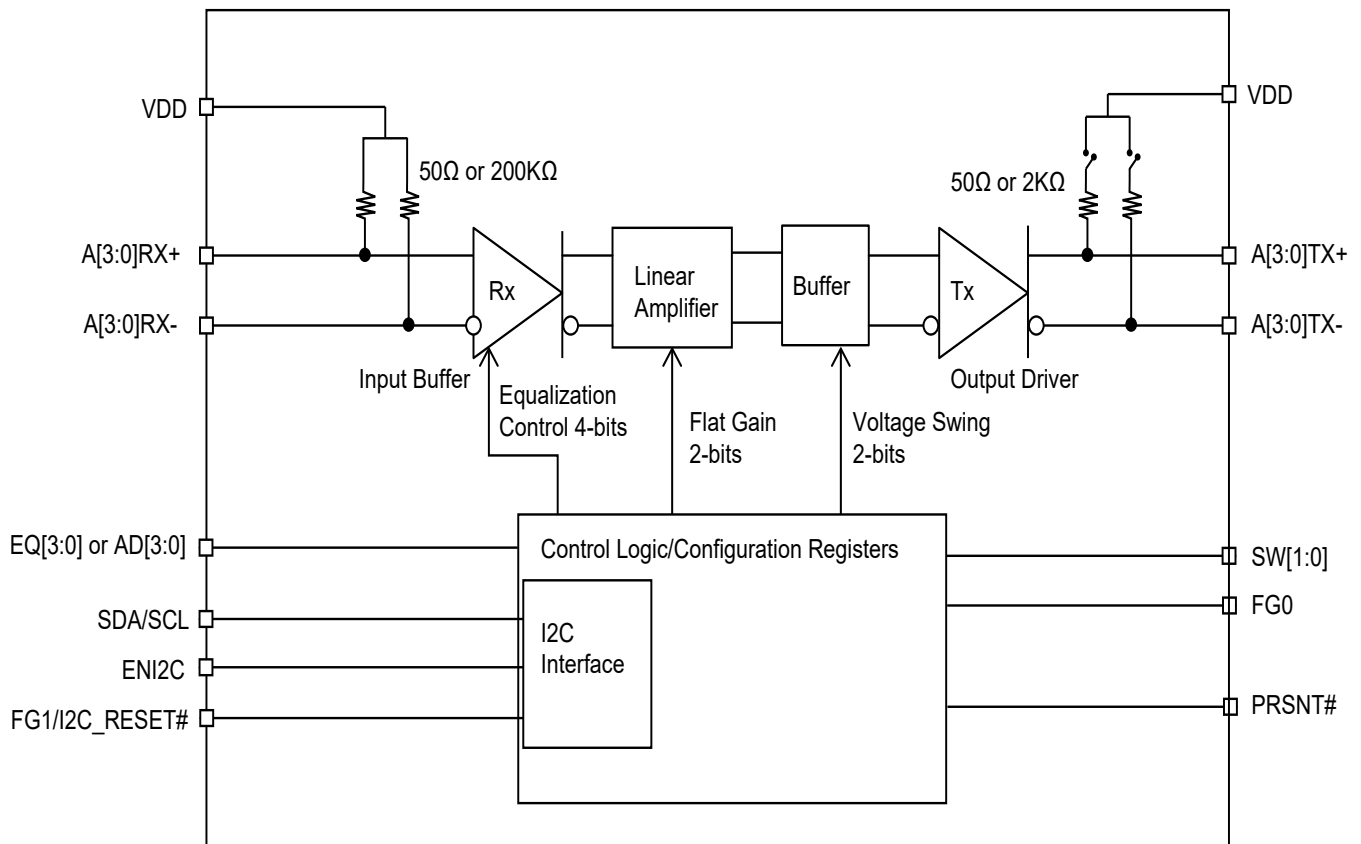 VDD
VDD
50Ω or 200KΩ
50Ω or 2KΩ
A[3:0]RX+
A[3:0]RX-
Rx
Linear
Amplifier
Buffer
Tx
A[3:0]TX+
A[3:0]TX-
Input Buffer
Output Driver
Equalization
Control 4-bits
Flat Gain
2-bits
Voltage Swing
2-bits
EQ[3:0] or AD[3:0]
SDA/SCL
ENI2C
FG1/I2C_RESET#
Control Logic/Configuration Registers
I2C
Interface
SW[1:0]
FG0
PRSNT#